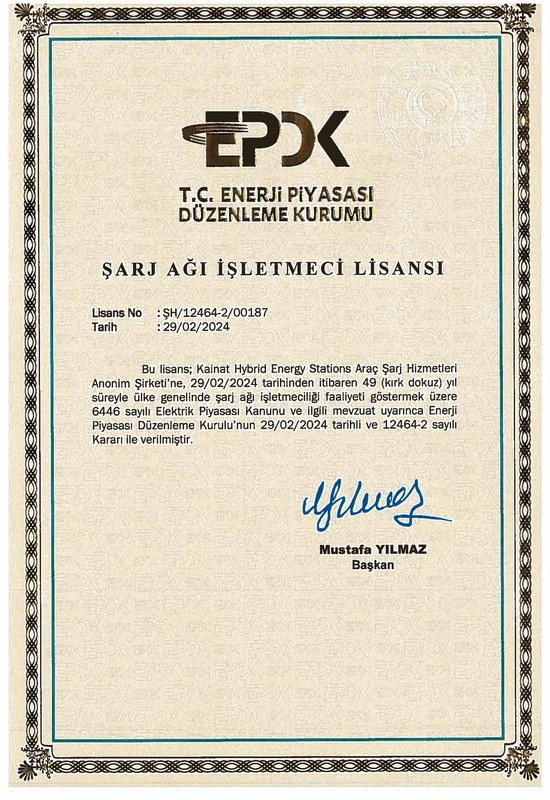 EPDK
T.C. ENERJİ PİYASASI
DÜZENLEME KURUMU
ŞARJ AĞI İŞLETMECİ LİSANSI
Lisans No : ŞH/12464-2/00187
Tarih : 29/02/2024
Bu lisans; Kainat Hybrid Energy Stations Araç Şarj Hizmetleri
Anonim Şirketi'ne, 29/02/2024 tarihinden itibaren 49 (kırk dokuz) yıl
süreyle ülke genelinde şarj ağı işletmeciliği faaliyeti göstermek üzere
6446 sayılı Elektrik Piyasası Kanunu ve ilgili mevzuat uyarınca Enerji
Piyasası Düzenleme Kurulu'nun 29/02/2024 tarihli ve 12464-2 sayılı
Kararı ile verilmiştir.
Mustafa YILMAZ
Başkan